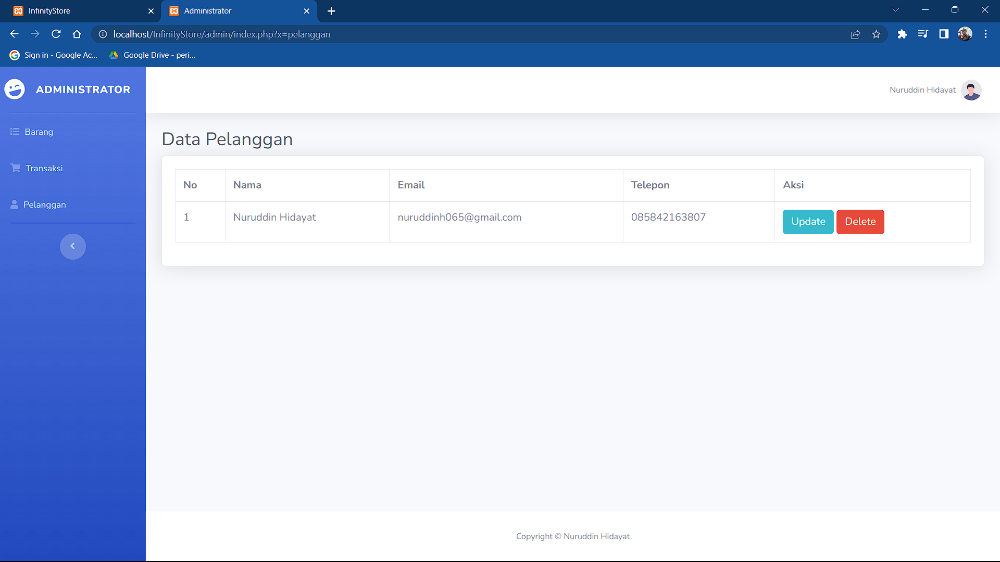 InfinityStore
Administrator
localhost/InfinityStore/admin/index.php?x=pelanggan
Sign in - Google Ac...
Google Drive - peri...
ADMINISTRATOR
Nuruddin Hidayat
Barang
Transaksi
Pelanggan
Data Pelanggan
No Nama Email Telepon Aksi
1 Nuruddin Hidayat nuruddinh065@gmail.com 085842163807 Update Delete
Copyright © Nuruddin Hidayat